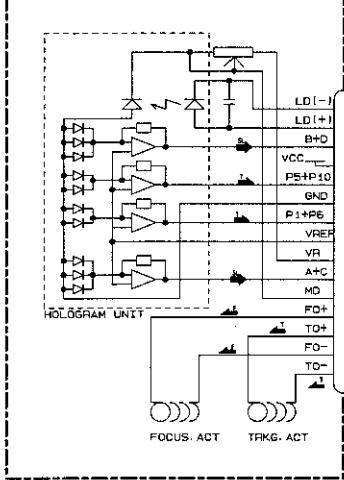 LD(-)
LD(+)
B+D
VCC
P5+P10
GND
P1+P6
VREF
VR
A+C
MD
HOLOGRAM UNIT
FO+
TO+
FO-
TO-
FOCUS. ACT
TRKG. ACT